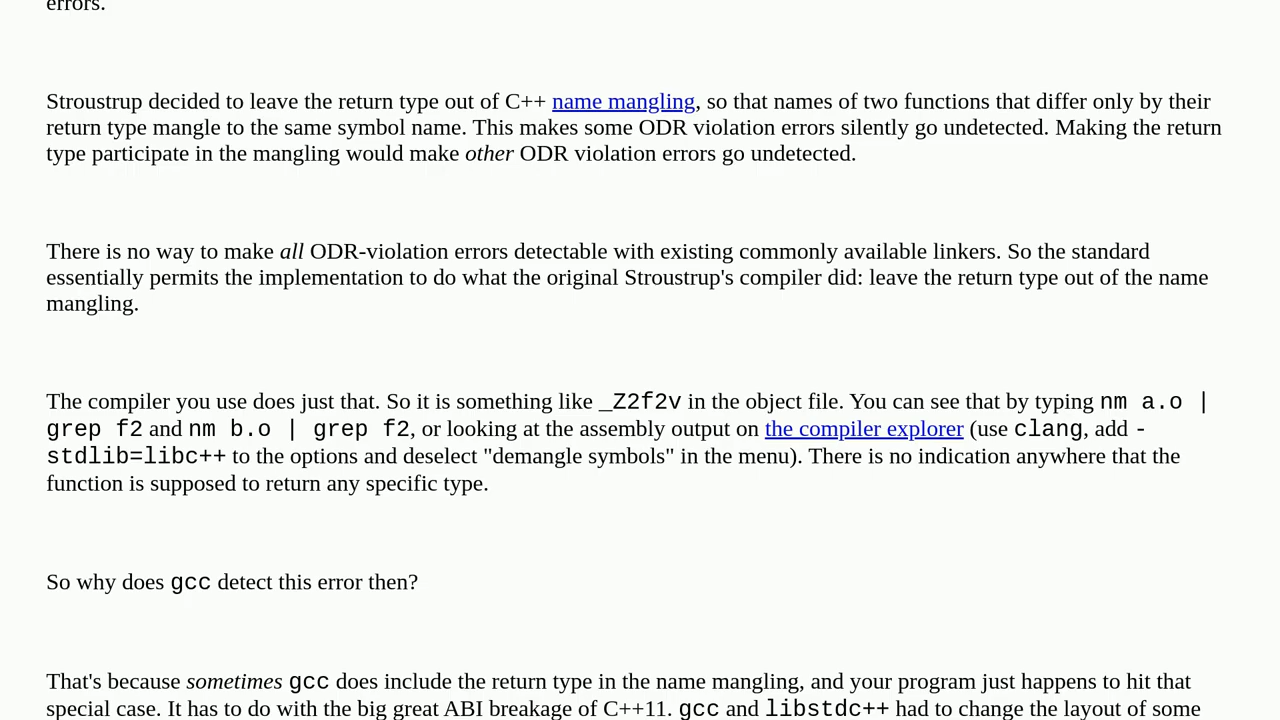 errors.
Stroustrup decided to leave the return type out of C++ name mangling, so that names of two functions that differ only by their
return type mangle to the same symbol name. This makes some ODR violation errors silently go undetected. Making the return
type participate in the mangling would make other ODR violation errors go undetected.
There is no way to make all ODR-violation errors detectable with existing commonly available linkers. So the standard
essentially permits the implementation to do what the original Stroustrup's compiler did: leave the return type out of the name
mangling.
The compiler you use does just that. So it is something like _Z2f2v in the object file. You can see that by typing nm a.o |
grep f2 and nm b.o | grep f2, or looking at the assembly output on the compiler explorer (use clang, add -
stdlib=libc++ to the options and deselect "demangle symbols" in the menu). There is no indication anywhere that the
function is supposed to return any specific type.
So why does gcc detect this error then?
That's because sometimes gcc does include the return type in the name mangling, and your program just happens to hit that
special case. It has to do with the big great ABI breakage of C++11. gcc and libstdc++ had to change the layout of some